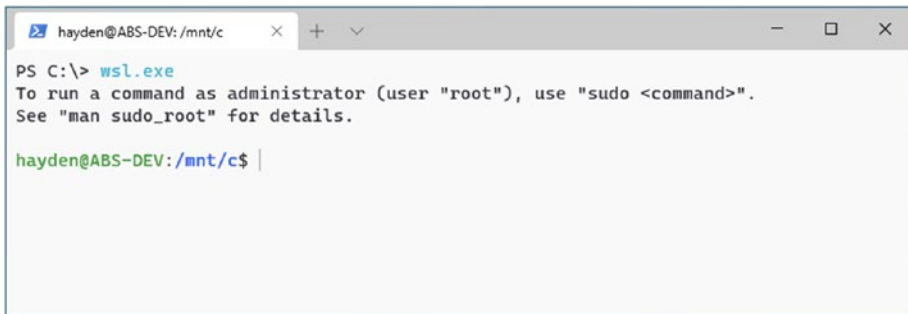 hayden@ABS-DEV: /mnt/c
PS C:\> wsl.exe
To run a command as administrator (user "root"), use "sudo <command>".
See "man sudo_root" for details.
hayden@ABS-DEV:/mnt/c$